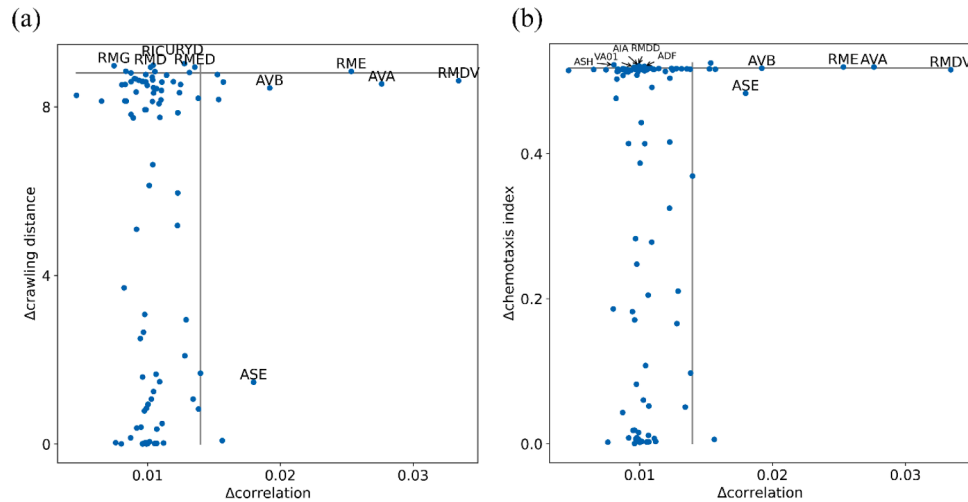 (a)
(b)
RMG
RIC
URYD
RMD
RMED
RME
AVB
AVA
RMDV
ASE
8
4
0
0.01
0.02
0.03
Δcorrelation
Δcrawling distance
ASH
VA01
AIA
RMDD
ADF
AVB
RME
AVA
RMDV
ASE
0.4
0.2
0.0
0.01
0.02
0.03
Δcorrelation
Δchemotaxis index